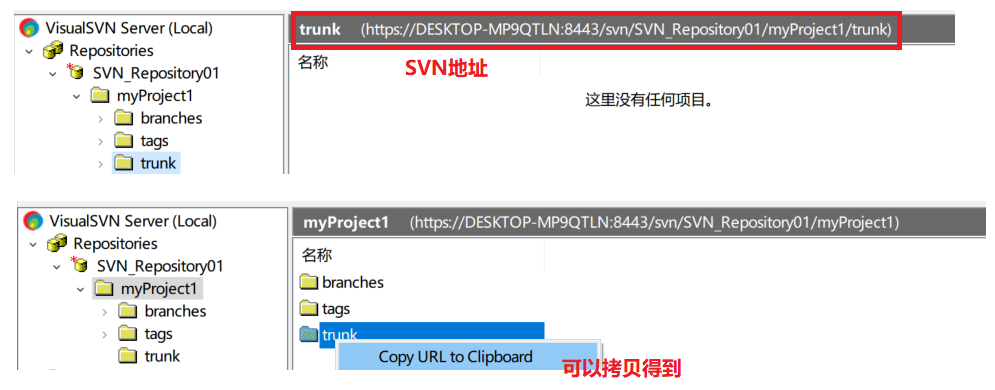 VisualSVN Server (Local)
Repositories
SVN_Repository01
myProject1
branches
tags
trunk
trunk (https://DESKTOP-MP9QTLN:8443/svn/SVN_Repository01/myProject1/trunk)
名称
SVN地址
这里没有任何项目。
VisualSVN Server (Local)
Repositories
SVN_Repository01
myProject1
branches
tags
trunk
myProject1 (https://DESKTOP-MP9QTLN:8443/svn/SVN_Repository01/myProject1)
名称
branches
tags
trunk
Copy URL to Clipboard
可以拷贝得到